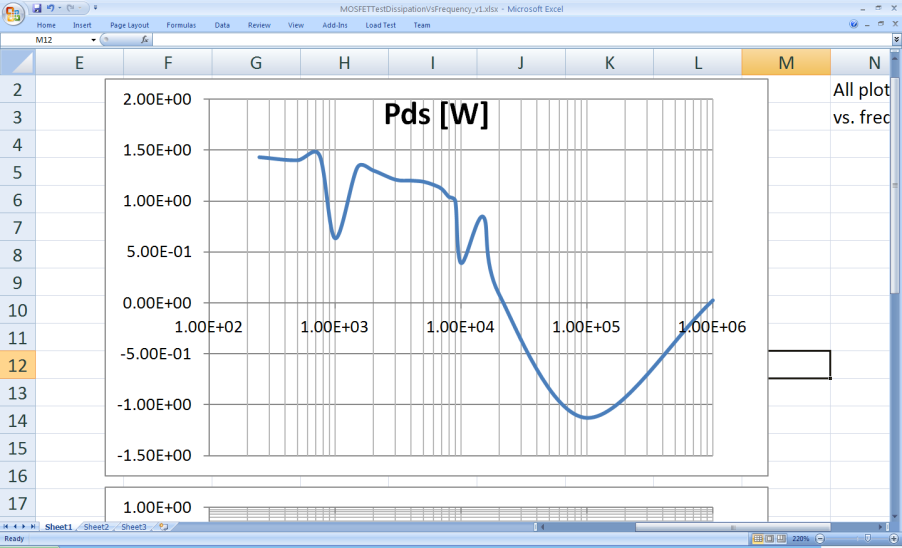 MOSFETTestDissipationVsFrequency_v1.xlsx - Microsoft Excel
Home Insert Page Layout Formulas Data Review View Add-Ins Load Test Team
M12 fx
E F G H I J K L M N
2 All plot
3 vs. freq
4
5
6
7
8
9
10
11
12
13
14
15
16
17
Pds [W]
2.00E+00
1.50E+00
1.00E+00
5.00E-01
0.00E+00
1.00E+02 1.00E+03 1.00E+04 1.00E+05 1.00E+06
-5.00E-01
-1.00E+00
-1.50E+00
1.00E+00
Sheet1 Sheet2 Sheet3
Ready 220%